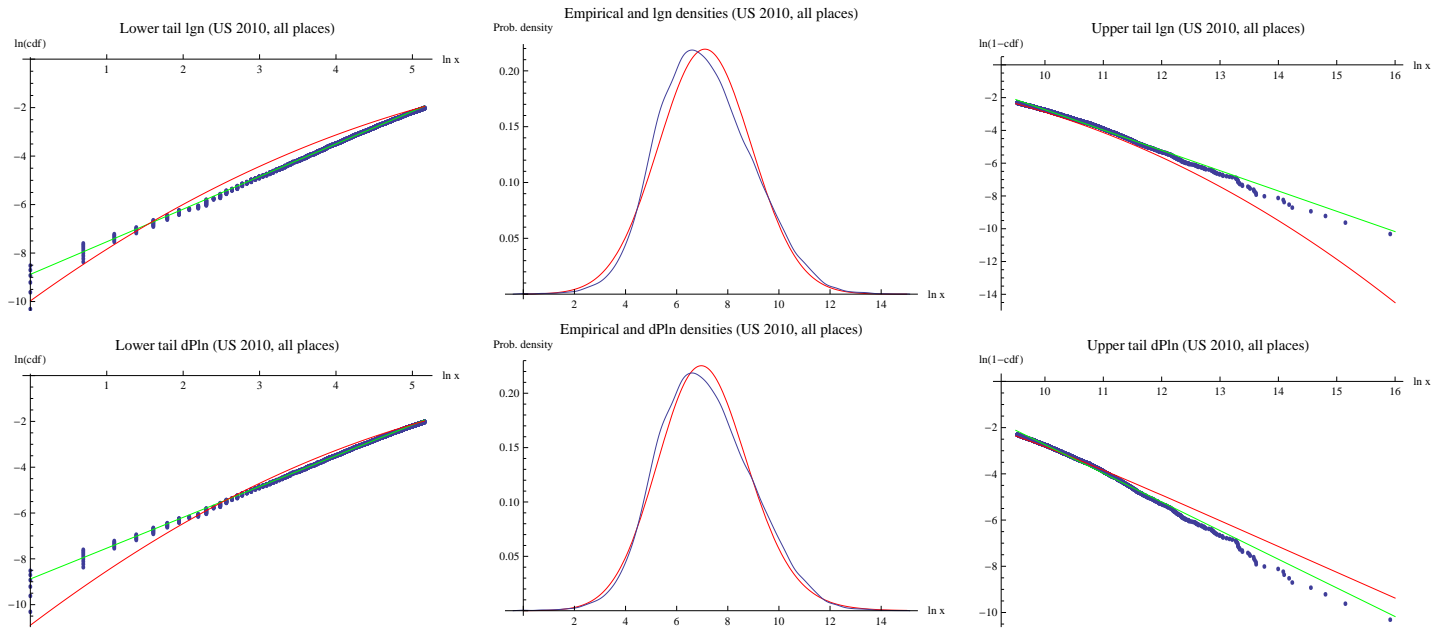 Lower tail lgn (US 2010, all places)
ln(cdf)
ln x
1 2 3 4 5
−2
−4
−6
−8
−10
Empirical and lgn densities (US 2010, all places)
Prob. density
0.20
0.15
0.10
0.05
2 4 6 8 10 12 14
ln x
Upper tail lgn (US 2010, all places)
ln(1−cdf)
ln x
10 11 12 13 14 15 16
−2
−4
−6
−8
−10
−12
−14
Lower tail dPln (US 2010, all places)
ln(cdf)
ln x
1 2 3 4 5
−2
−4
−6
−8
−10
Empirical and dPln densities (US 2010, all places)
Prob. density
0.20
0.15
0.10
0.05
2 4 6 8 10 12 14
ln x
Upper tail dPln (US 2010, all places)
ln(1−cdf)
ln x
10 11 12 13 14 15 16
−2
−4
−6
−8
−10